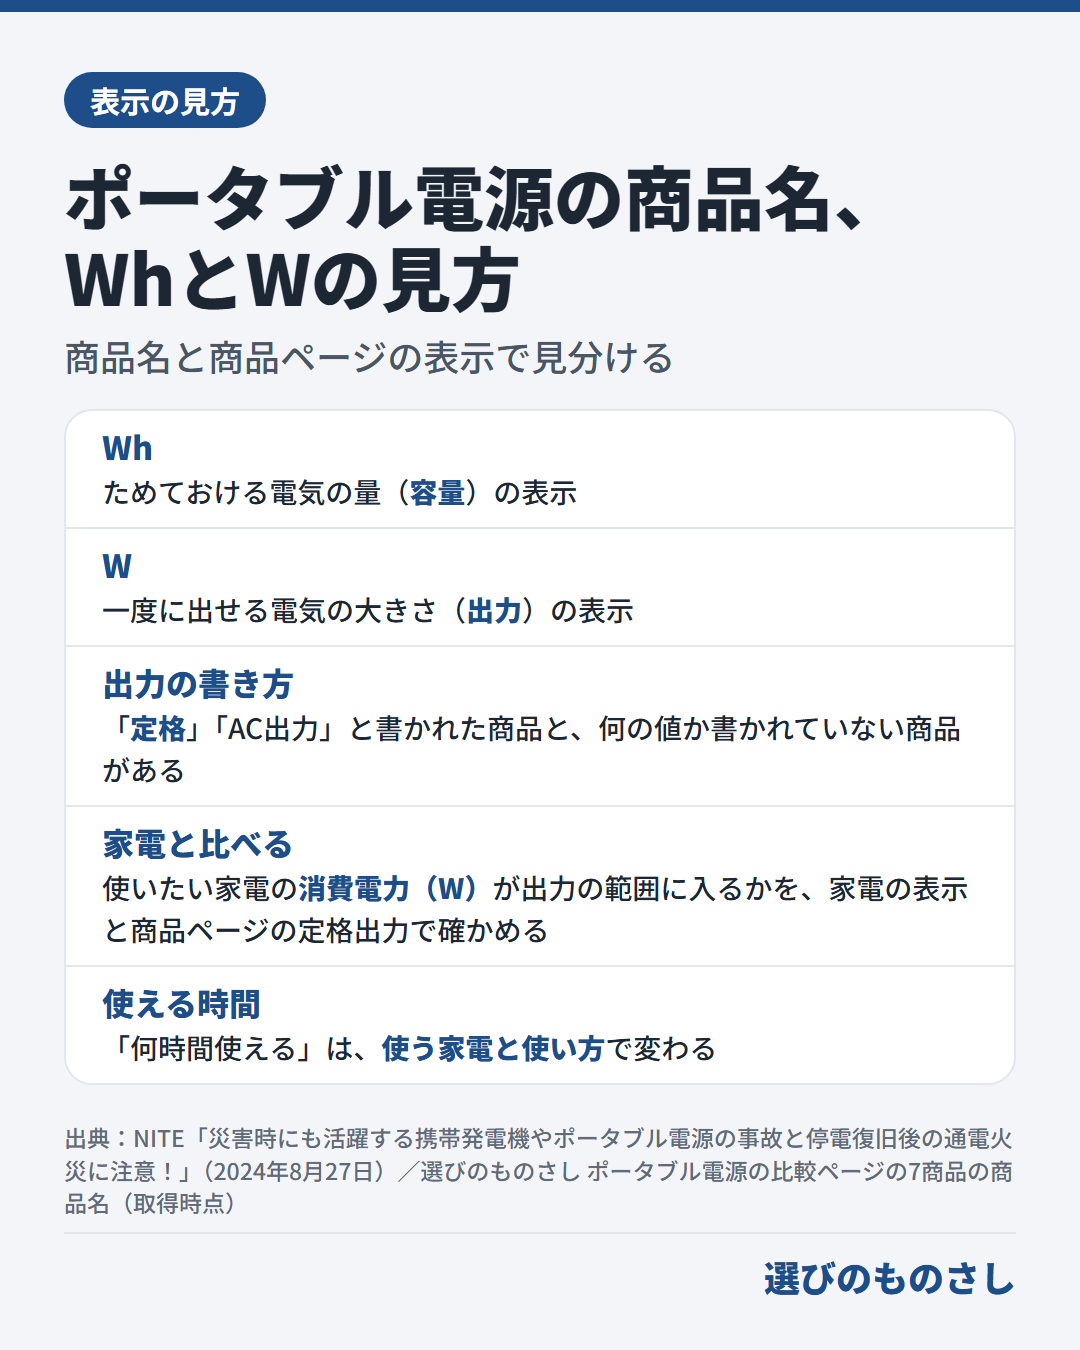 表示の見方
ポータブル電源の商品名、
WhとWの見方
商品名と商品ページの表示で見分ける
Wh
ためておける電気の量（容量）の表示
W
一度に出せる電気の大きさ（出力）の表示
出力の書き方
「定格」「AC出力」と書かれた商品と、何の値か書かれていない商品
がある
家電と比べる
使いたい家電の消費電力（W）が出力の範囲に入るかを、家電の表示
と商品ページの定格出力で確かめる
使える時間
「何時間使える」は、使う家電と使い方で変わる
出典：NITE「災害時にも活躍する携帯発電機やポータブル電源の事故と停電復旧後の通電火
災に注意！」（2024年8月27日）／選びのものさし ポータブル電源の比較ページの7商品の商
品名（取得時点）
選びのものさし